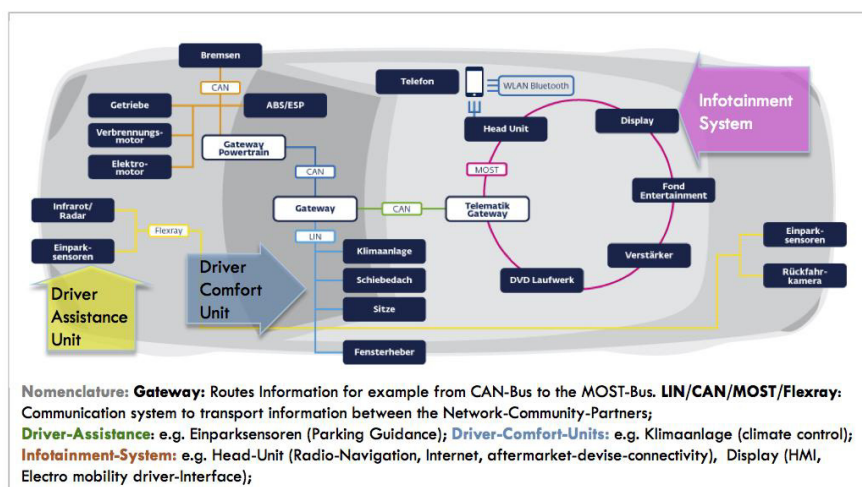 Bremsen
CAN
Getriebe
ABS/ESP
Verbrennungs-
motor
Elektro-
motor
Gateway
Powertrain
CAN
Telefon
WLAN Bluetooth
Head Unit
Display
Infotainment
System
MOST
Fond
Entertainment
Infrarot/
Radar
Flexray
Einpark-
sensoren
Gateway
CAN
Telematik
Gateway
LIN
Klimaanlage
Schiebedach
Sitze
Fensterheber
Verstärker
DVD Laufwerk
Einpark-
sensoren
Rückfahr-
kamera
Driver
Assistance
Unit
Driver
Comfort
Unit
Nomenclature: Gateway: Routes Information for example from CAN-Bus to the MOST-Bus. LIN/CAN/MOST/Flexray:
Communication system to transport information between the Network-Community-Partners;
Driver-Assistance: e.g. Einparksensoren (Parking Guidance); Driver-Comfort-Units: e.g. Klimaanlage (climate control);
Infotainment-System: e.g. Head-Unit (Radio-Navigation, Internet, aftermarket-devise-connectivity), Display (HMI,
Electro mobility driver-Interface);